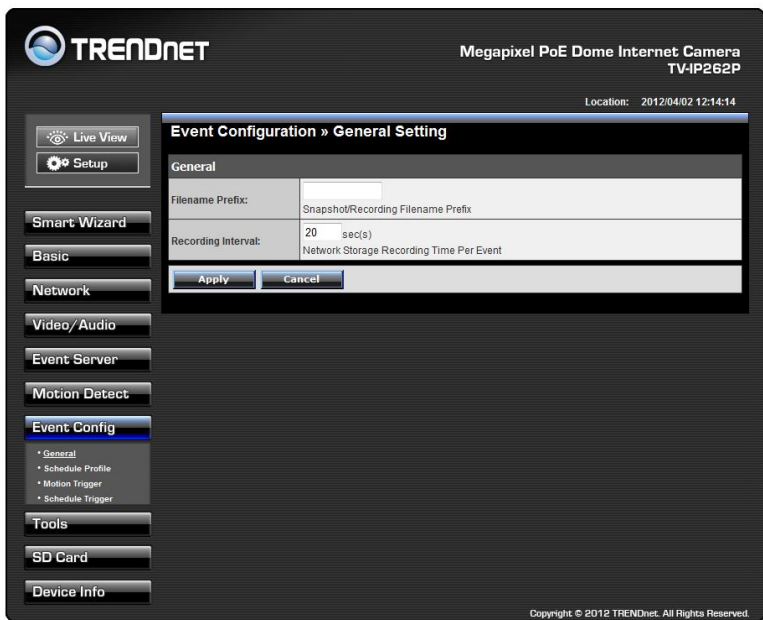 TRENDNET
Megapixel PoE Dome Internet Camera
TV-IP262P
Location: 2012/04/02 12:14:14
Live View
Setup
Smart Wizard
Basic
Network
Video/Audio
Event Server
Motion Detect
Event Config
• General
• Schedule Profile
• Motion Trigger
• Schedule Trigger
Tools
SD Card
Device Info
Event Configuration » General Setting
General
Filename Prefix:
Snapshot/Recording Filename Prefix
Recording Interval:
20 sec(s)
Network Storage Recording Time Per Event
Apply Cancel
Copyright © 2012 TRENDnet. All Rights Reserved.